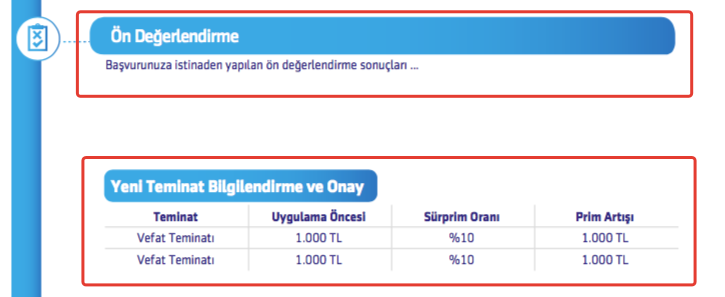 Ön Değerlendirme
Başvurunuza istinaden yapılan ön değerlendirme sonuçları ...
Yeni Teminat Bilgilendirme ve Onay
Teminat Uygulama Öncesi Sürprim Oranı Prim Artışı
Vefat Teminatı 1.000 TL %10 1.000 TL
Vefat Teminatı 1.000 TL %10 1.000 TL